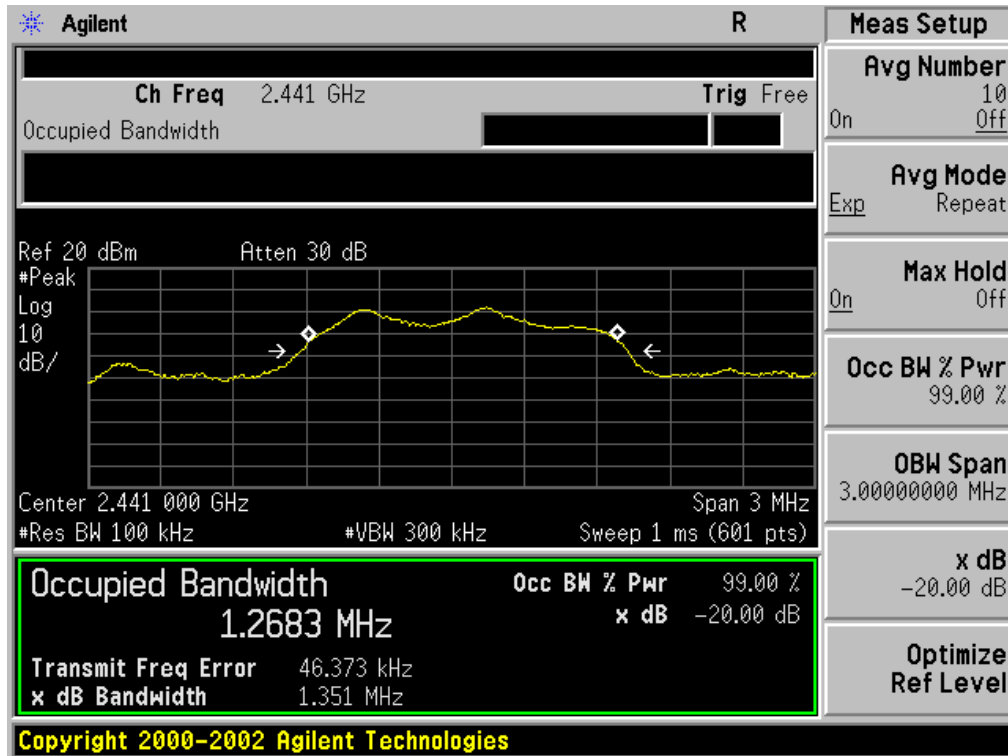 Agilent R
Ch Freq 2.441 GHz Trig Free
Occupied Bandwidth
Ref 20 dBm Atten 30 dB
#Peak
Log
10
dB/
Center 2.441 000 GHz Span 3 MHz
#Res BW 100 kHz #VBW 300 kHz Sweep 1 ms (601 pts)
Occupied Bandwidth Occ BW % Pwr 99.00 %
1.2683 MHz x dB -20.00 dB
Transmit Freq Error 46.373 kHz
x dB Bandwidth 1.351 MHz
Copyright 2000-2002 Agilent Technologies
Meas Setup
Avg Number
10
On Off
Avg Mode
Exp Repeat
Max Hold
On Off
Occ BW % Pwr
99.00 %
OBW Span
3.00000000 MHz
x dB
-20.00 dB
Optimize
Ref Level